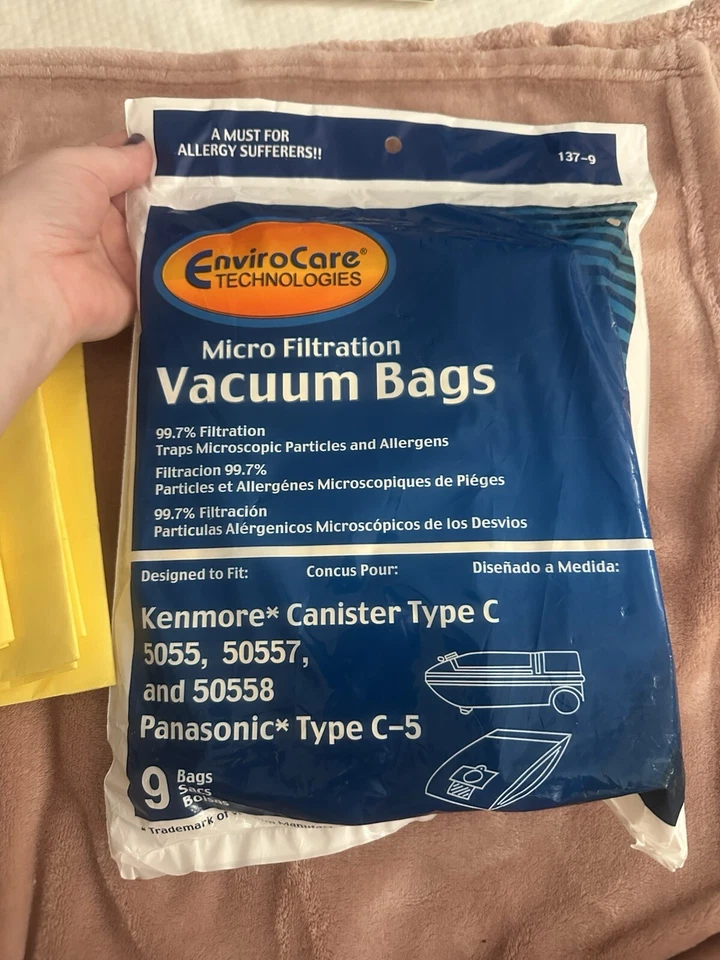 A MUST FOR
ALLERGY SUFFERERS!!
137-9
EnviroCare®
TECHNOLOGIES
Micro Filtration
Vacuum Bags
99.7% Filtration
Traps Microscopic Particles and Allergens
Filtracion 99.7%
Particles et Allergénes Microscopiques de Piéges
99.7% Filtración
Particulas Alérgenicos Microscópicos de los Desvios
Designed to Fit:
Concus Pour:
Diseñado a Medida:
Kenmore* Canister Type C
5055, 50557,
and 50558
Panasonic* Type C-5
9 Bags
Sacs
Bolsas
* Trademark of